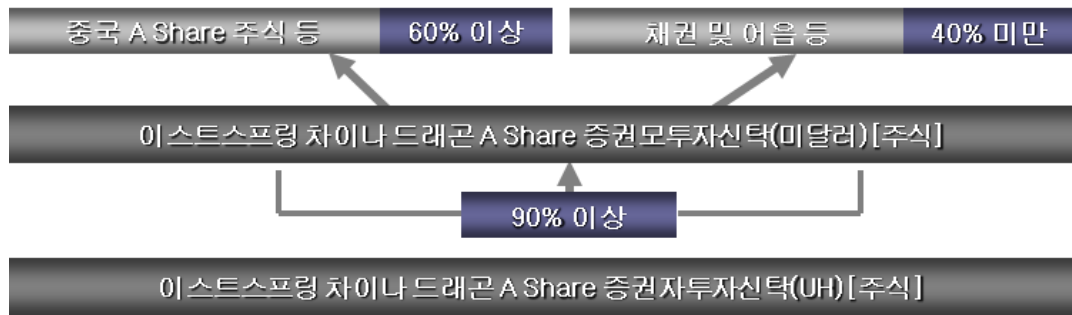 중국 A Share 주식 등 60% 이상 채권 및 어음 등 40% 미만
이스트스프링 차이나 드래곤 A Share 증권모투자신탁(미달러)[주식]
90% 이상
이스트스프링 차이나 드래곤 A Share 증권자투자신탁(UH)[주식]